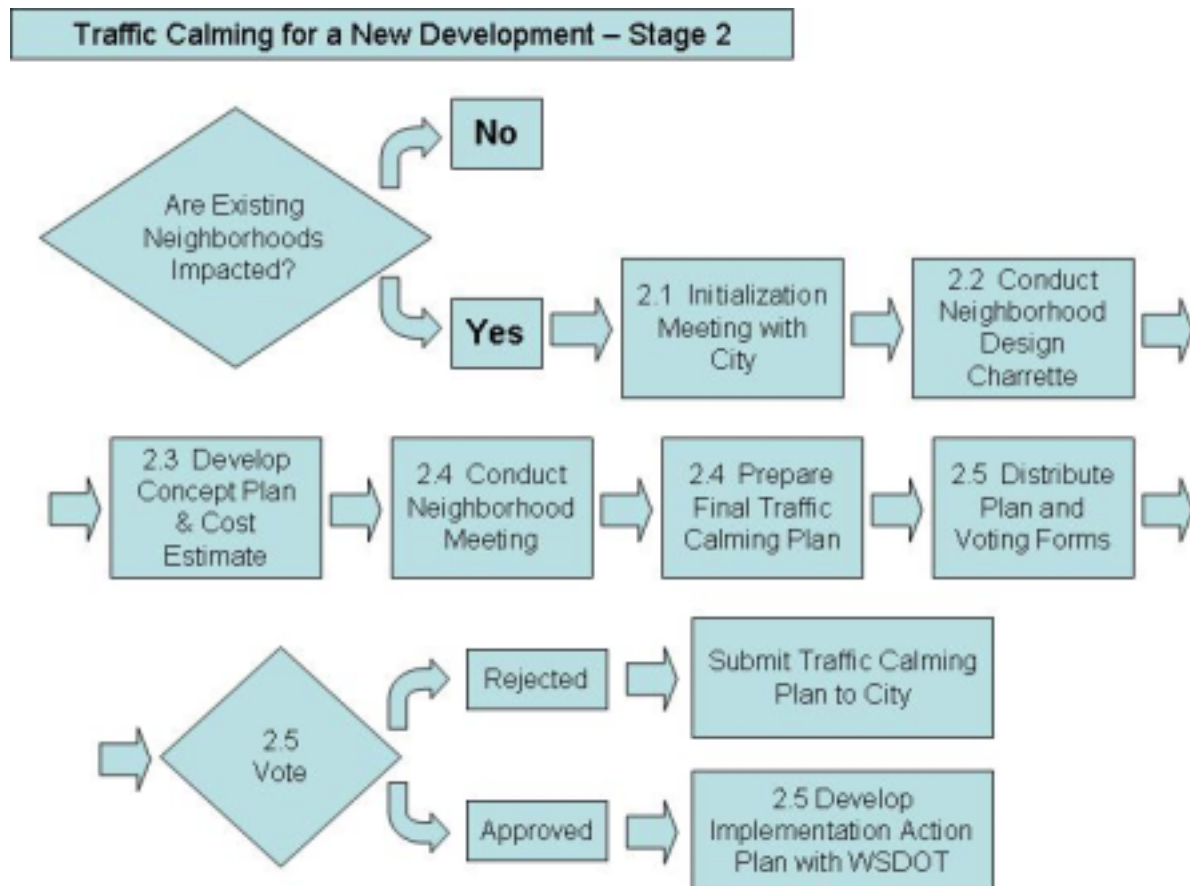 Traffic Calming for a New Development – Stage 2
Are Existing
Neighborhoods
Impacted?
No
Yes
2.1 Initialization
Meeting with
City
2.2 Conduct
Neighborhood
Design
Charrette
2.3 Develop
Concept Plan
& Cost
Estimate
2.4 Conduct
Neighborhood
Meeting
2.4 Prepare
Final Traffic
Calming Plan
2.5 Distribute
Plan and
Voting Forms
2.5
Vote
Rejected
Submit Traffic Calming
Plan to City
Approved
2.5 Develop
Implementation Action
Plan with WSDOT